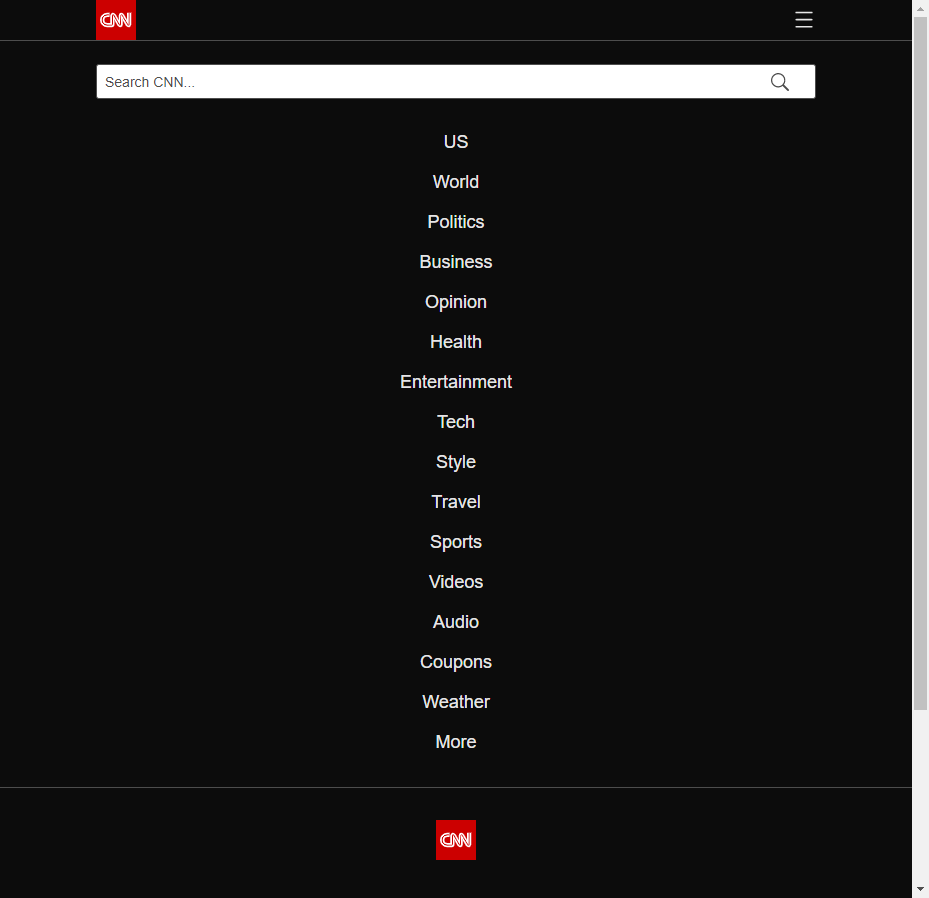 CNN
Search CNN...
US
World
Politics
Business
Opinion
Health
Entertainment
Tech
Style
Travel
Sports
Videos
Audio
Coupons
Weather
More
CNN